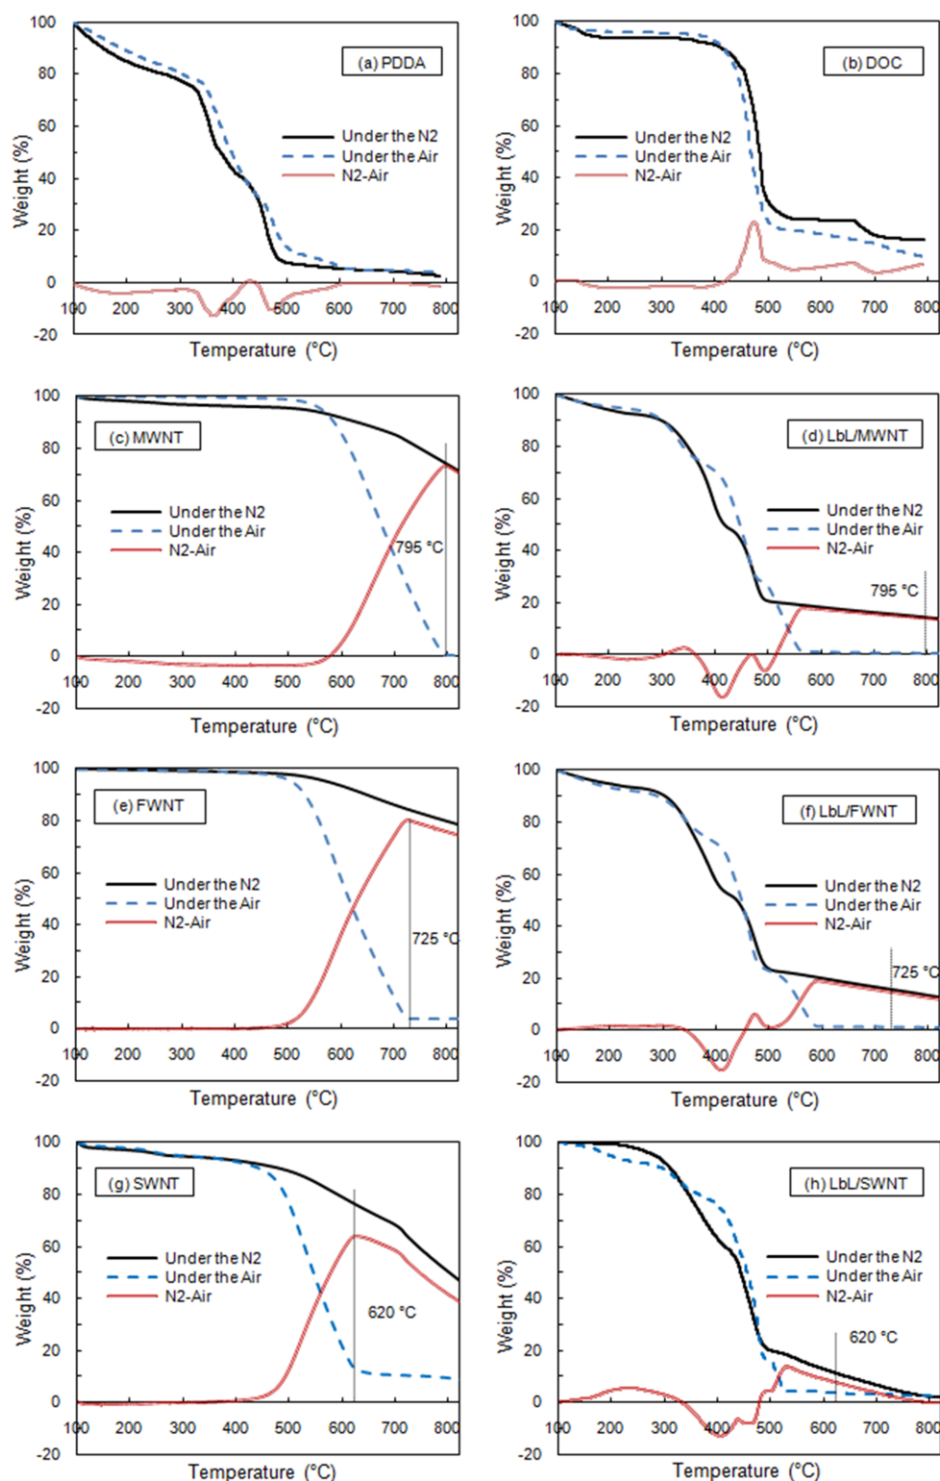 100
80
60
40
20
0
-20
Weight (%)
(a) PDDA
Under the N2
Under the Air
N2-Air
100 200 300 400 500 600 700 800
Temperature (°C)
100
80
60
40
20
0
-20
Weight (%)
(b) DOC
Under the N2
Under the Air
N2-Air
100 200 300 400 500 600 700 800
Temperature (°C)
100
80
60
40
20
0
-20
Weight (%)
(c) MWNT
Under the N2
Under the Air
N2-Air
795 °C
100 200 300 400 500 600 700 800
Temperature (°C)
100
80
60
40
20
0
-20
Weight (%)
(d) LbL/MWNT
Under the N2
Under the Air
N2-Air
795 °C
100 200 300 400 500 600 700 800
Temperature (°C)
100
80
60
40
20
0
-20
Weight (%)
(e) FWNT
Under the N2
Under the Air
N2-Air
725 °C
100 200 300 400 500 600 700 800
Temperature (°C)
100
80
60
40
20
0
-20
Weight (%)
(f) LbL/FWNT
Under the N2
Under the Air
N2-Air
725 °C
100 200 300 400 500 600 700 800
Temperature (°C)
100
80
60
40
20
0
-20
Weight (%)
(g) SWNT
Under the N2
Under the Air
N2-Air
620 °C
100 200 300 400 500 600 700 800
Temperature (°C)
100
80
60
40
20
0
-20
Weight (%)
(h) LbL/SWNT
Under the N2
Under the Air
N2-Air
620 °C
100 200 300 400 500 600 700 800
Temperature (°C)